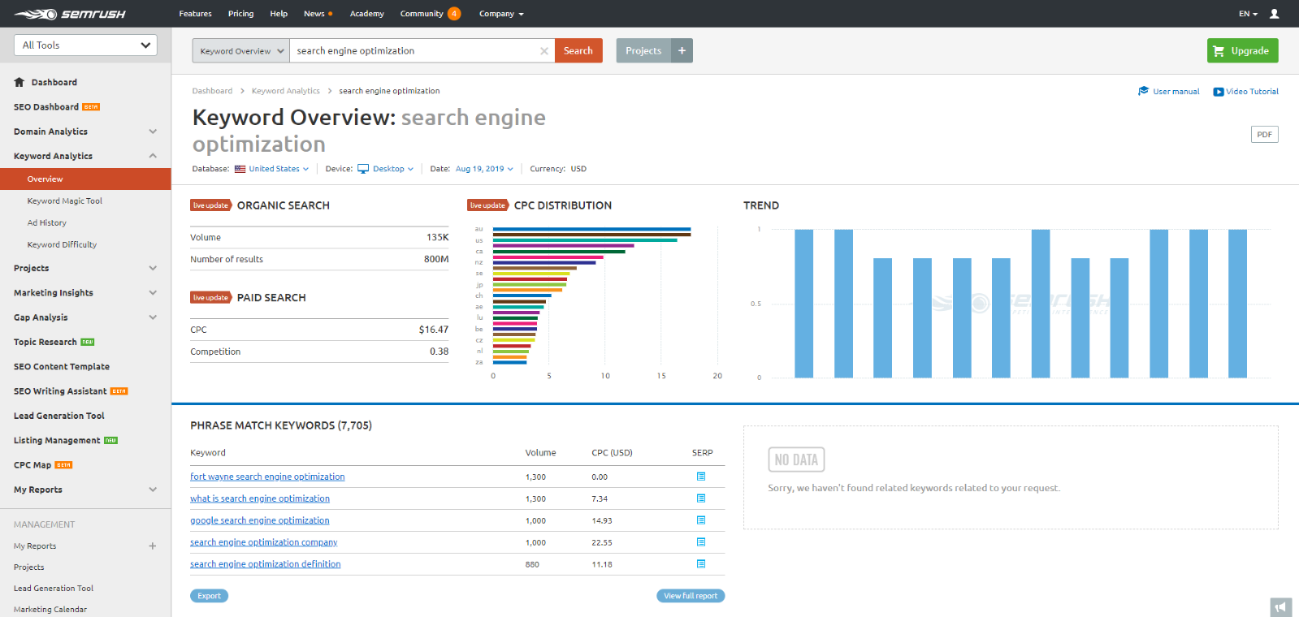 semrush
Features Pricing Help News Academy Community 4 Company EN
All Tools
Keyword Overview search engine optimization Search Projects + Upgrade
Dashboard
SEO Dashboard BETA
Domain Analytics
Keyword Analytics
Overview
Keyword Magic Tool
Ad History
Keyword Difficulty
Projects
Marketing Insights
Gap Analysis
Topic Research
SEO Content Template
SEO Writing Assistant BETA
Lead Generation Tool
Listing Management
CPC Map BETA
My Reports
MANAGEMENT
My Reports +
Projects
Lead Generation Tool
Marketing Calendar
Dashboard > Keyword Analytics > search engine optimization
User manual Video Tutorial
Keyword Overview: search engine
optimization
PDF
Database: United States Device: Desktop Date: Aug 19, 2019 Currency: USD
live update ORGANIC SEARCH
Volume 135K
Number of results 800M
live update PAID SEARCH
CPC $16.47
Competition 0.38
live update CPC DISTRIBUTION
au
us
ca
nz
se
jp
ch
ae
lu
be
cz
nl
za
0 5 10 15 20
TREND
1
0.5
0
semrush
PHRASE MATCH KEYWORDS (7,705)
Keyword Volume CPC (USD) SERP
fort wayne search engine optimization 1,300 0.00
what is search engine optimization 1,300 7.34
google search engine optimization 1,000 14.93
search engine optimization company 1,000 22.55
search engine optimization definition 880 11.18
Export View full report
NO DATA
Sorry, we haven't found related keywords related to your request.